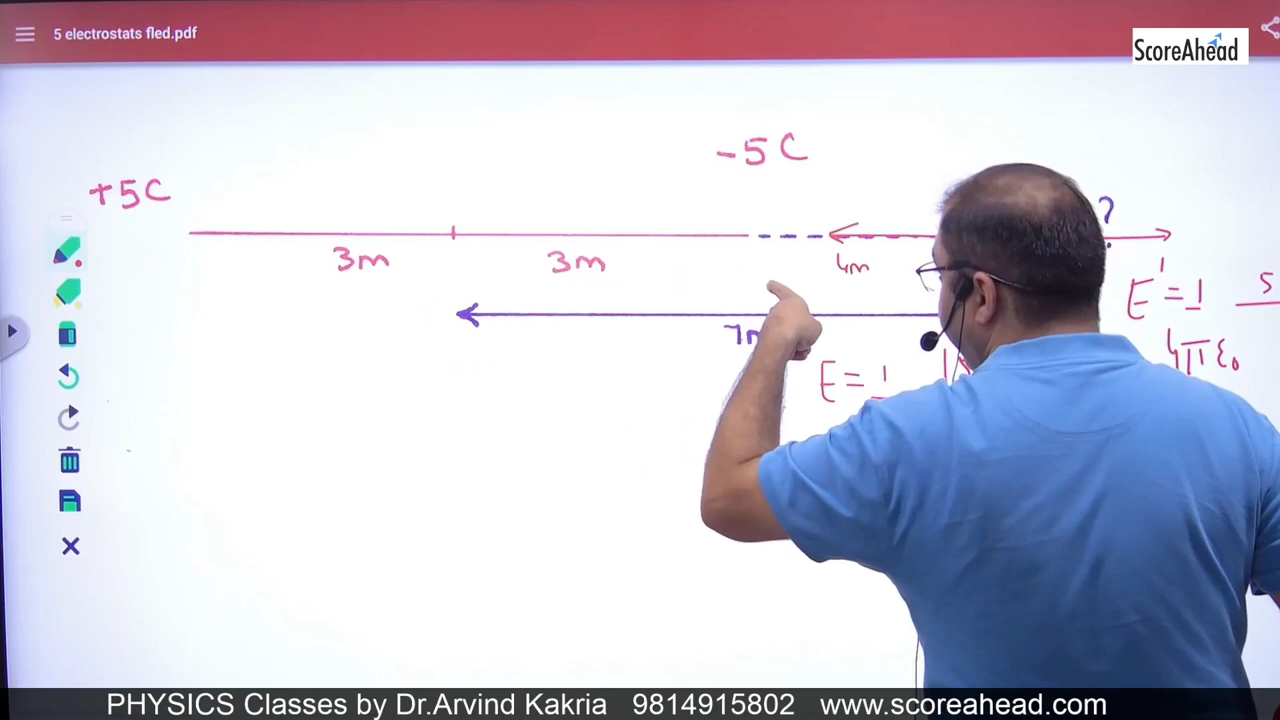 5 electrostats fled.pdf
ScoreAhead
-5C
+5C
?
3m
3m
4m
E' = 1 5
4πε₀
E = 1
PHYSICS Classes by Dr.Arvind Kakria 9814915802 www.scoreahead.com